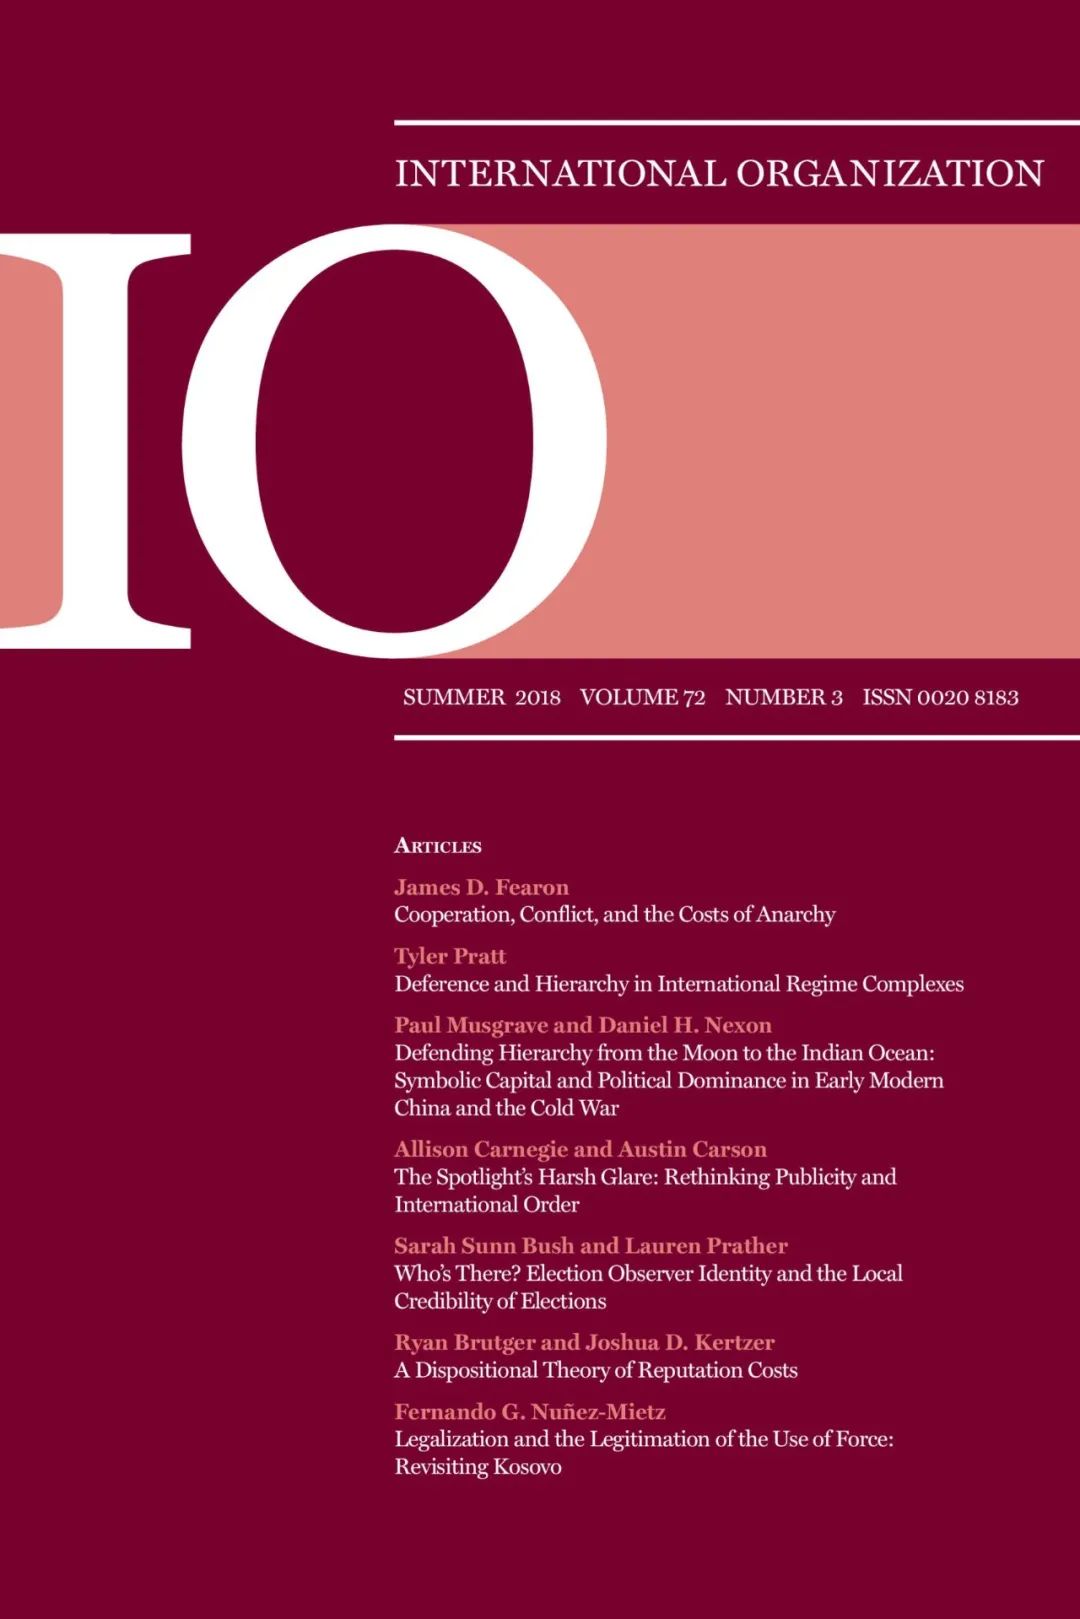 INTERNATIONAL ORGANIZATION
IO
SUMMER 2018 VOLUME 72 NUMBER 3 ISSN 0020 8183
ARTICLES
James D. Fearon
Cooperation, Conflict, and the Costs of Anarchy
Tyler Pratt
Deference and Hierarchy in International Regime Complexes
Paul Musgrave and Daniel H. Nexon
Defending Hierarchy from the Moon to the Indian Ocean:
Symbolic Capital and Political Dominance in Early Modern
China and the Cold War
Allison Carnegie and Austin Carson
The Spotlight’s Harsh Glare: Rethinking Publicity and
International Order
Sarah Sunn Bush and Lauren Prather
Who’s There? Election Observer Identity and the Local
Credibility of Elections
Ryan Brutger and Joshua D. Kertzer
A Dispositional Theory of Reputation Costs
Fernando G. Nuñez-Mietz
Legalization and the Legitimation of the Use of Force:
Revisiting Kosovo